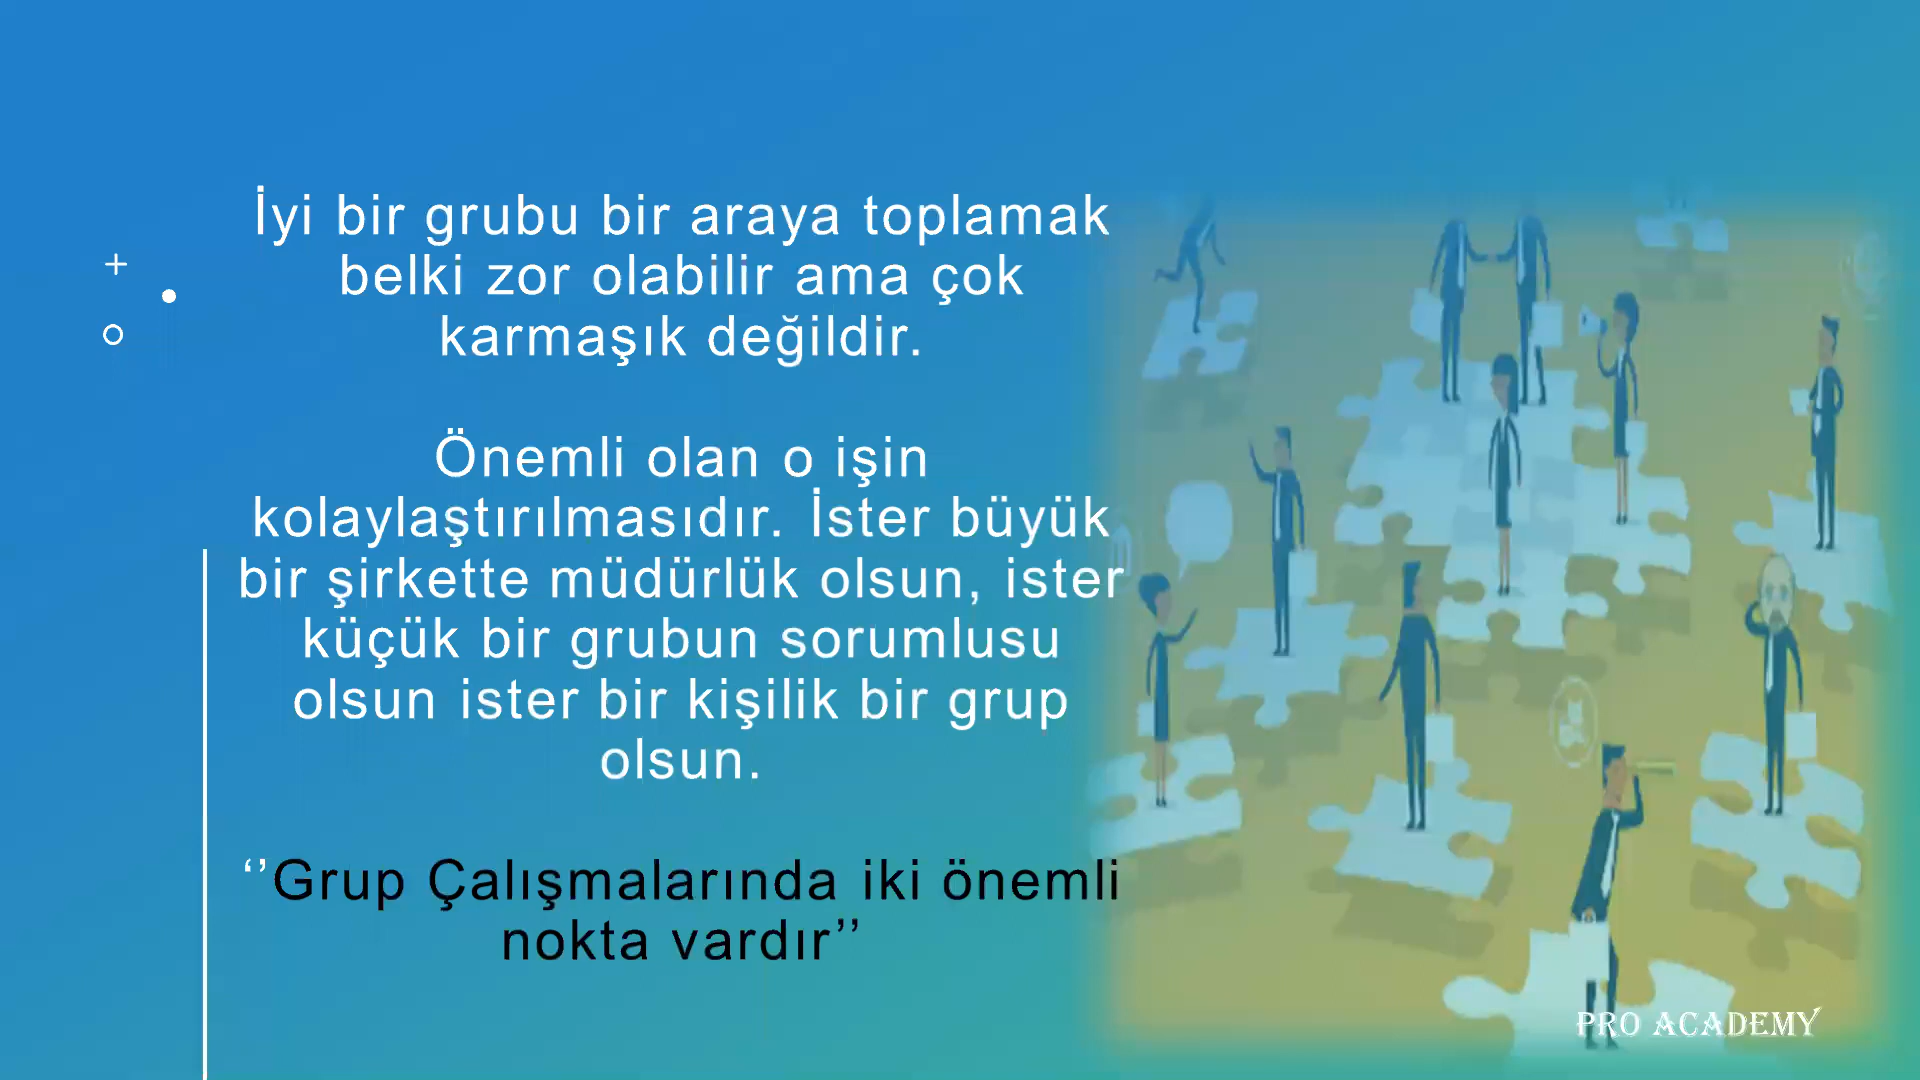 İyi bir grubu bir araya toplamak
belki zor olabilir ama çok
karmaşık değildir.
Önemli olan o işin
kolaylaştırılmasıdır. İster büyük
bir şirkette müdürlük olsun, ister
küçük bir grubun sorumlusu
olsun ister bir kişilik bir grup
olsun.
‘’Grup Çalışmalarında iki önemli
nokta vardır’’
PRO ACADEMY